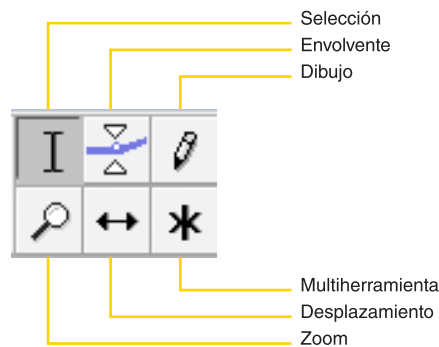 Selección
Envolvente
Dibujo
Multiherramienta
Desplazamiento
Zoom